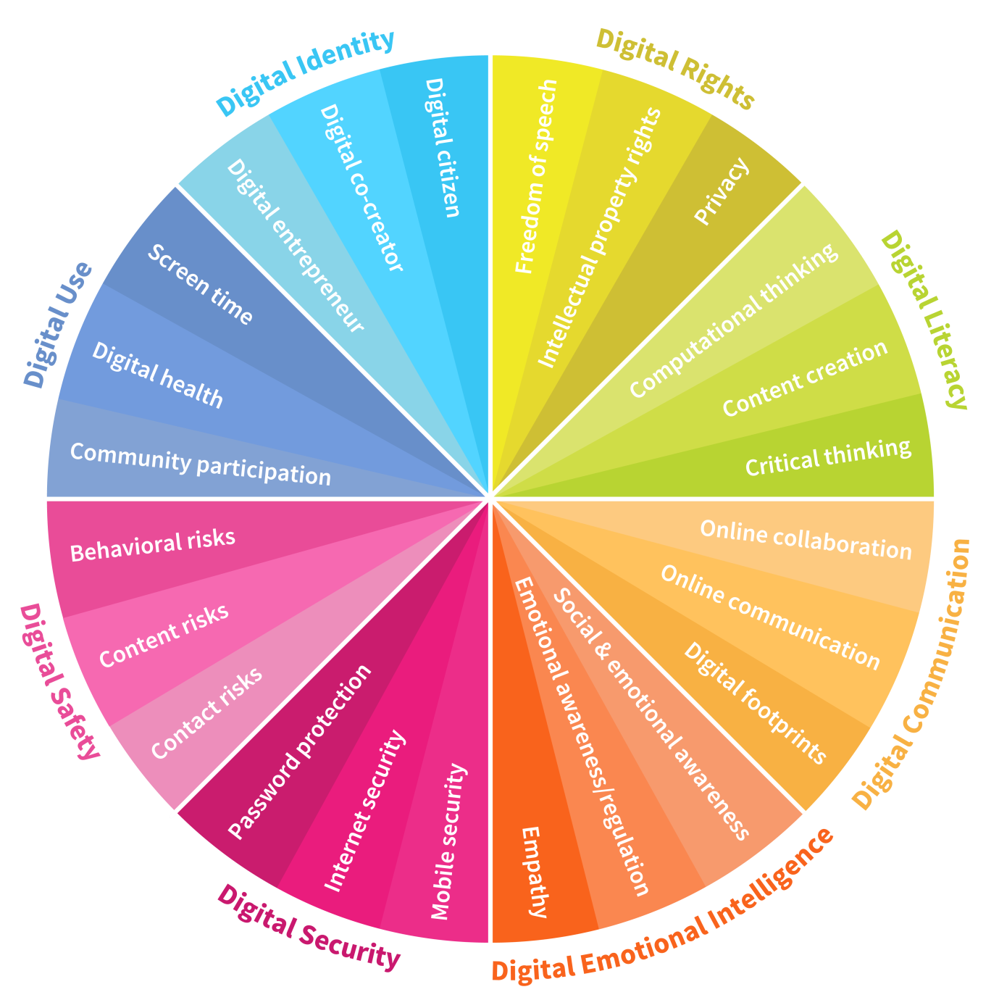 Digital Identity
Digital citizen
Digital co-creator
Digital entrepreneur
Digital Rights
Freedom of speech
Intellectual property rights
Privacy
Digital Literacy
Computational thinking
Content creation
Critical thinking
Digital Communication
Online collaboration
Online communication
Digital footprints
Digital Emotional Intelligence
Social & emotional awareness
Emotional awareness/regulation
Empathy
Digital Security
Mobile security
Internet security
Password protection
Digital Safety
Contact risks
Content risks
Behavioral risks
Digital Use
Community participation
Digital health
Screen time